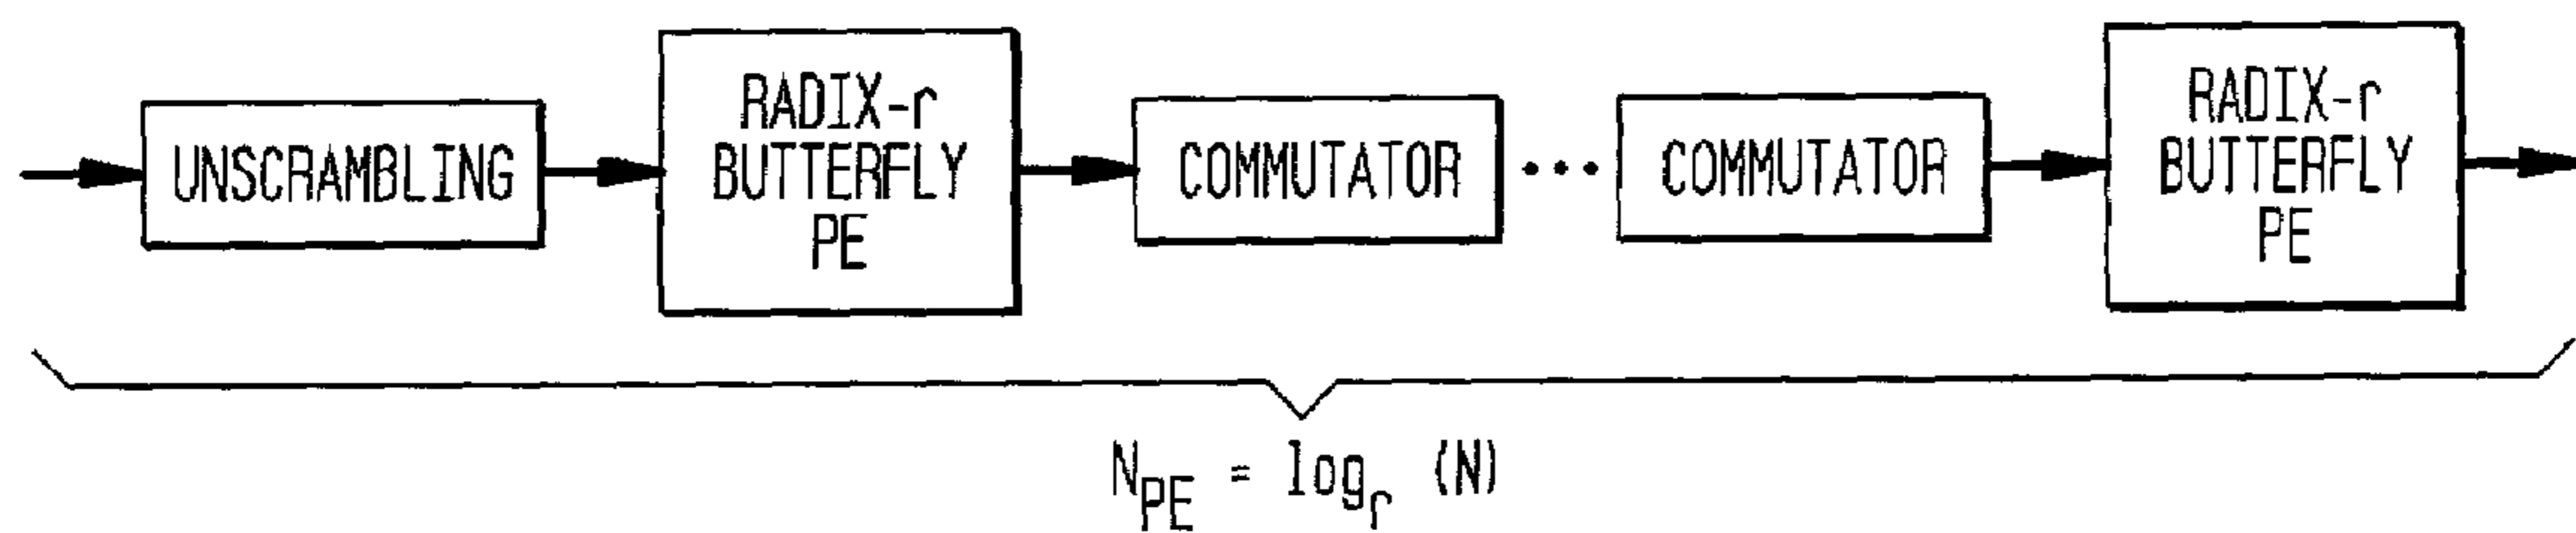 UNSCRAMBLING
RADIX-r
BUTTERFLY
PE
COMMUTATOR
COMMUTATOR
RADIX-r
BUTTERFLY
PE
N_PE = log_r (N)